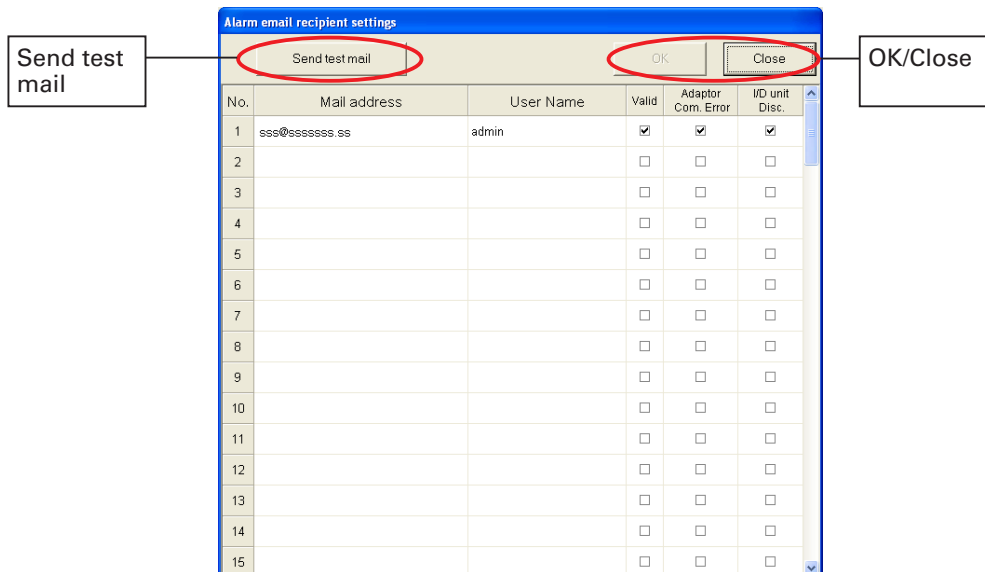 Alarm email recipient settings
Send test mail
Send test mail OK Close
OK/Close
No. Mail address User Name Valid Adaptor Com. Error I/D unit Disc.
1 sss@sssssss.ss admin
2
3
4
5
6
7
8
9
10
11
12
13
14
15